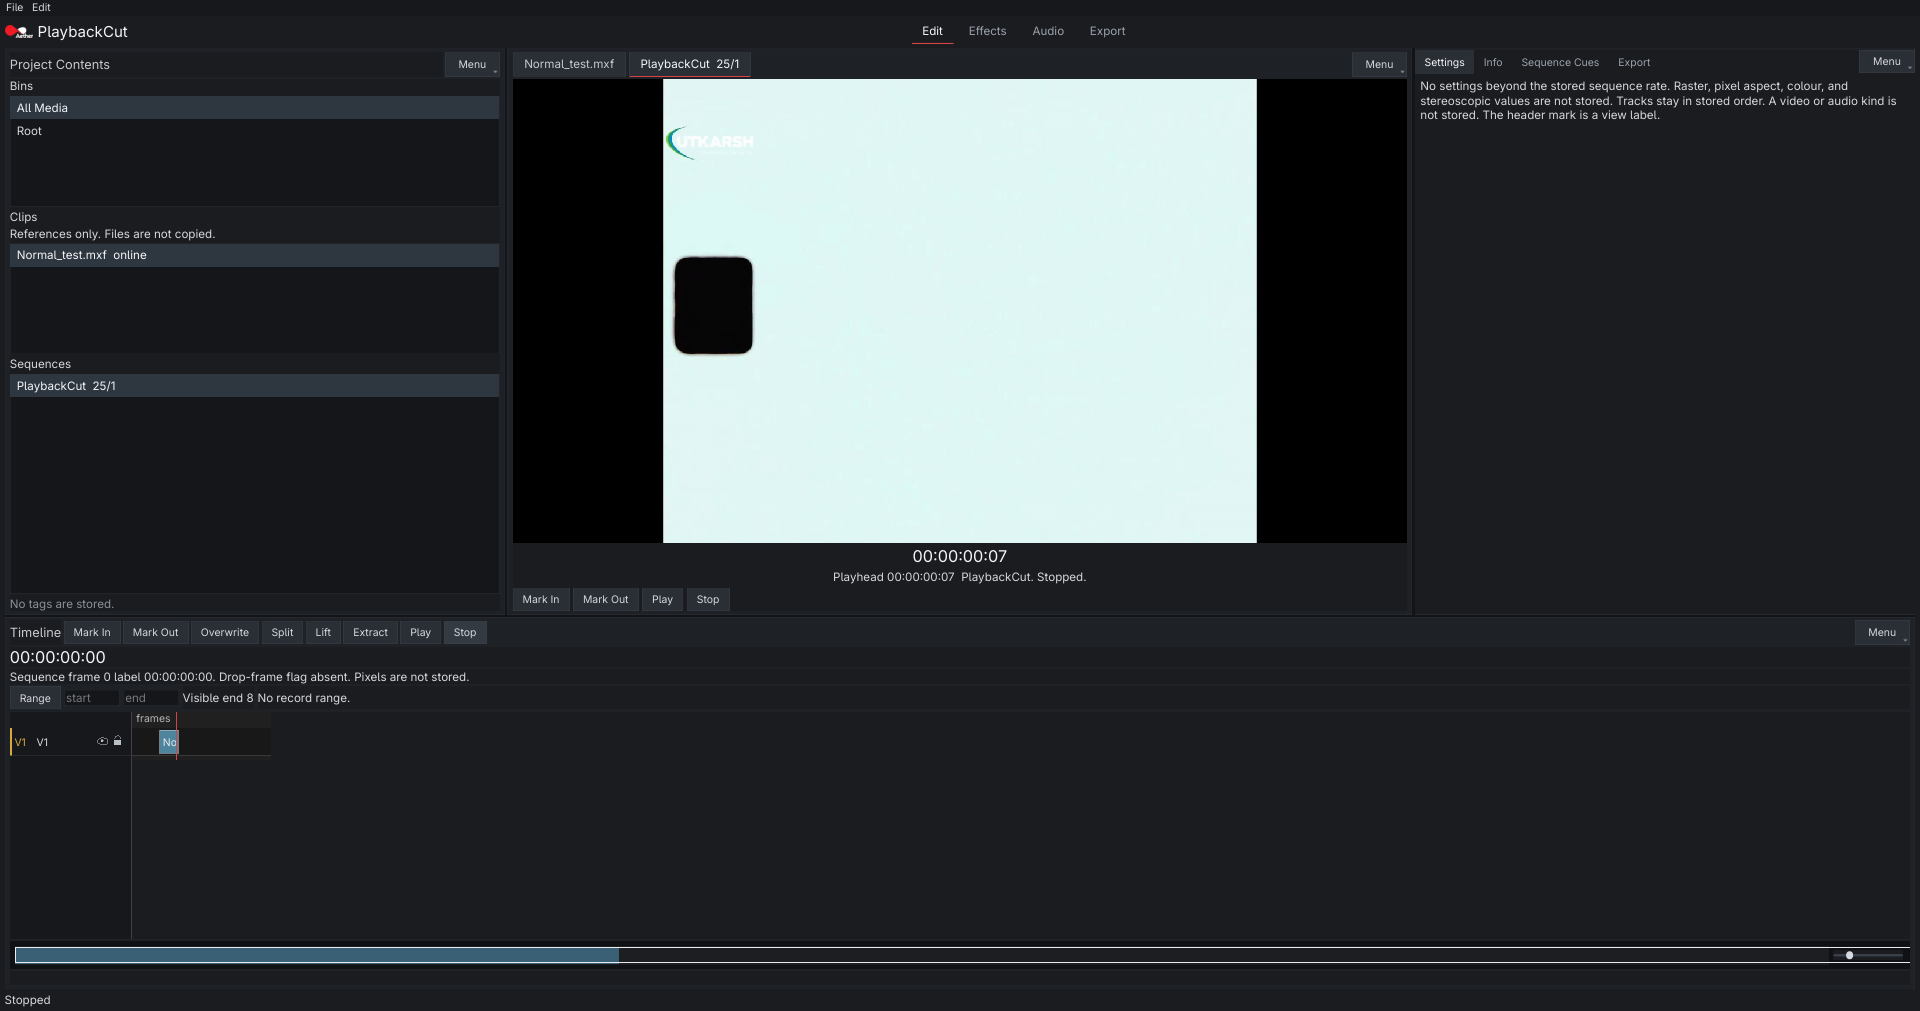 File Edit
Aether PlaybackCut
Edit Effects Audio Export
Project Contents Menu
Bins
All Media
Root
Clips
References only. Files are not copied.
Normal_test.mxf online
Sequences
PlaybackCut 25/1
No tags are stored.
Normal_test.mxf PlaybackCut 25/1 Menu
UTKARSH
00:00:00:07
Playhead 00:00:00:07 PlaybackCut. Stopped.
Mark In Mark Out Play Stop
Settings Info Sequence Cues Export Menu
No settings beyond the stored sequence rate. Raster, pixel aspect, colour, and
stereoscopic values are not stored. Tracks stay in stored order. A video or audio kind is
not stored. The header mark is a view label.
Timeline Mark In Mark Out Overwrite Split Lift Extract Play Stop Menu
00:00:00:00
Sequence frame 0 label 00:00:00:00. Drop-frame flag absent. Pixels are not stored.
Range start end Visible end 8 No record range.
frames
V1 V1 No
Stopped